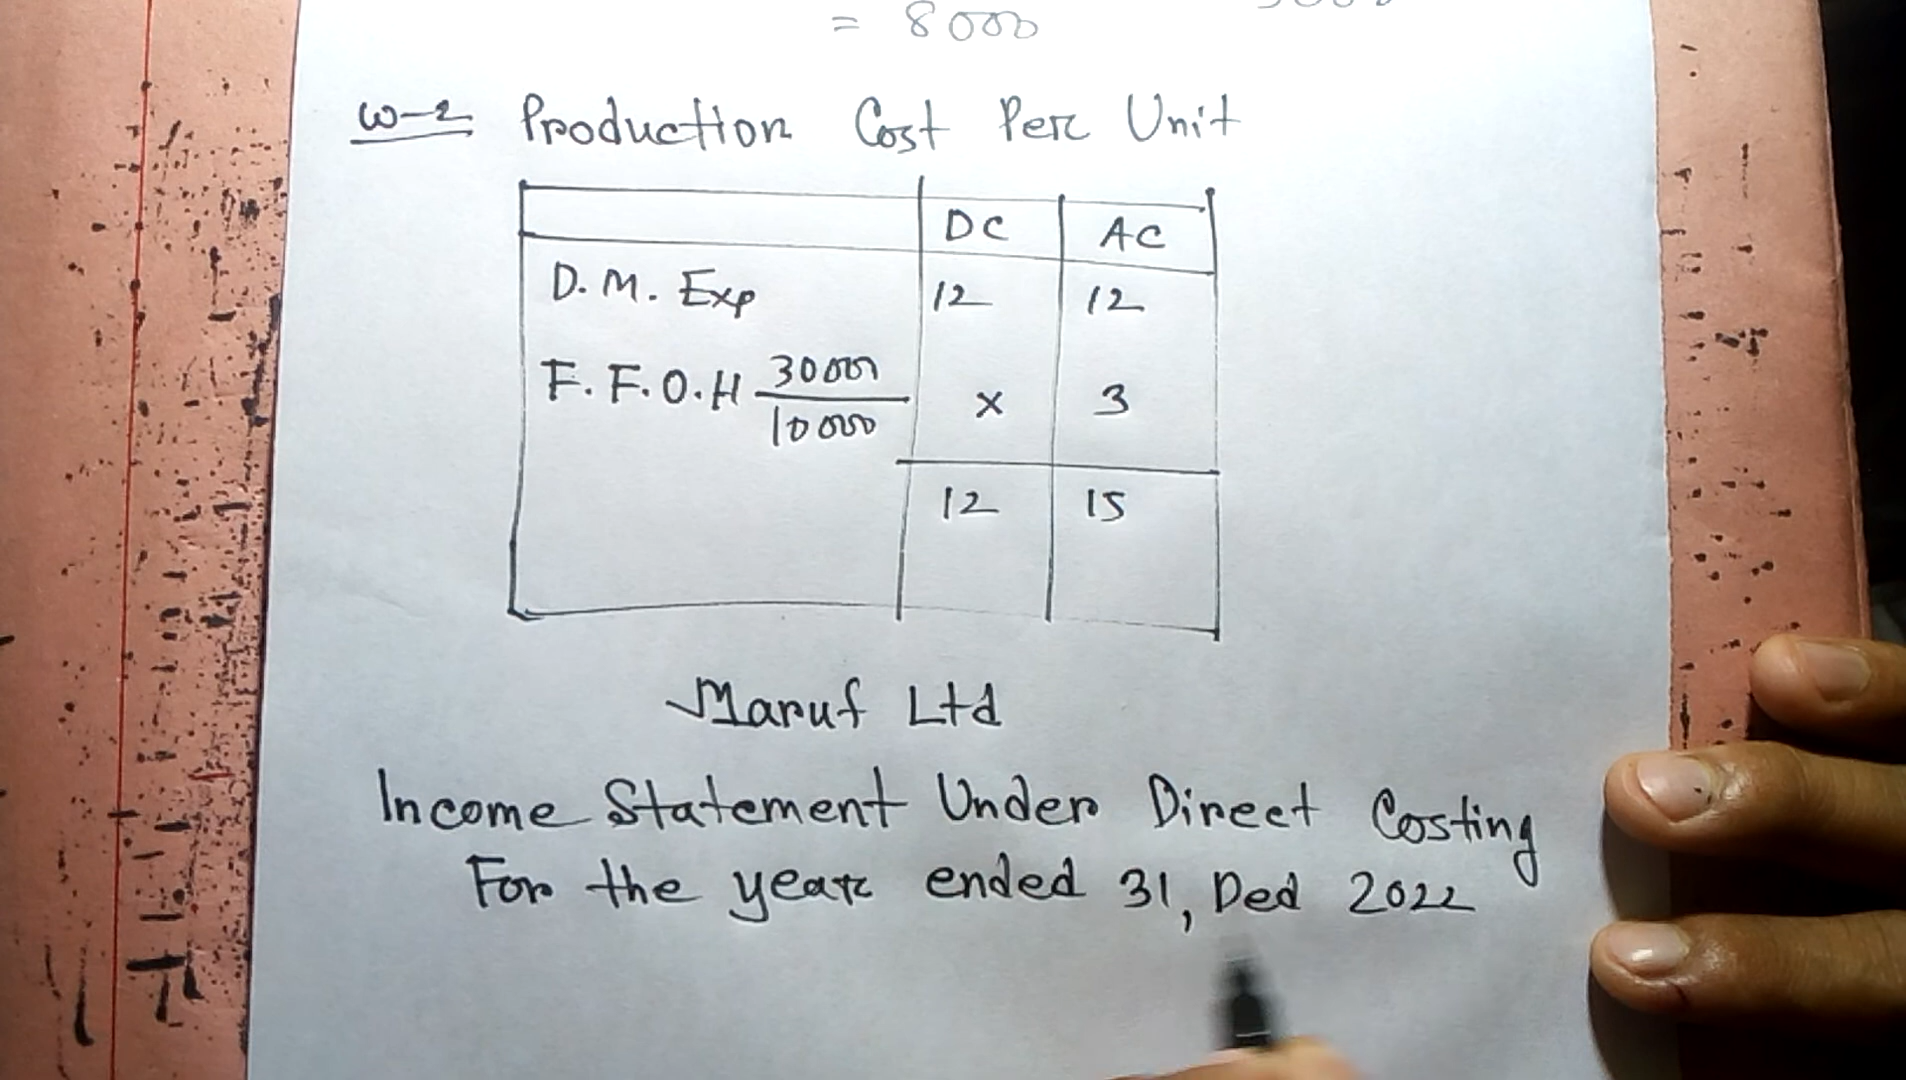 = 8000
W-2 Production Cost Per Unit
DC AC
D.M. Exp 12 12
F.F.O.H 30000/10000 × 3
12 15
Maruf Ltd
Income Statement Under Direct Costing
For the year ended 31, Ded 2022